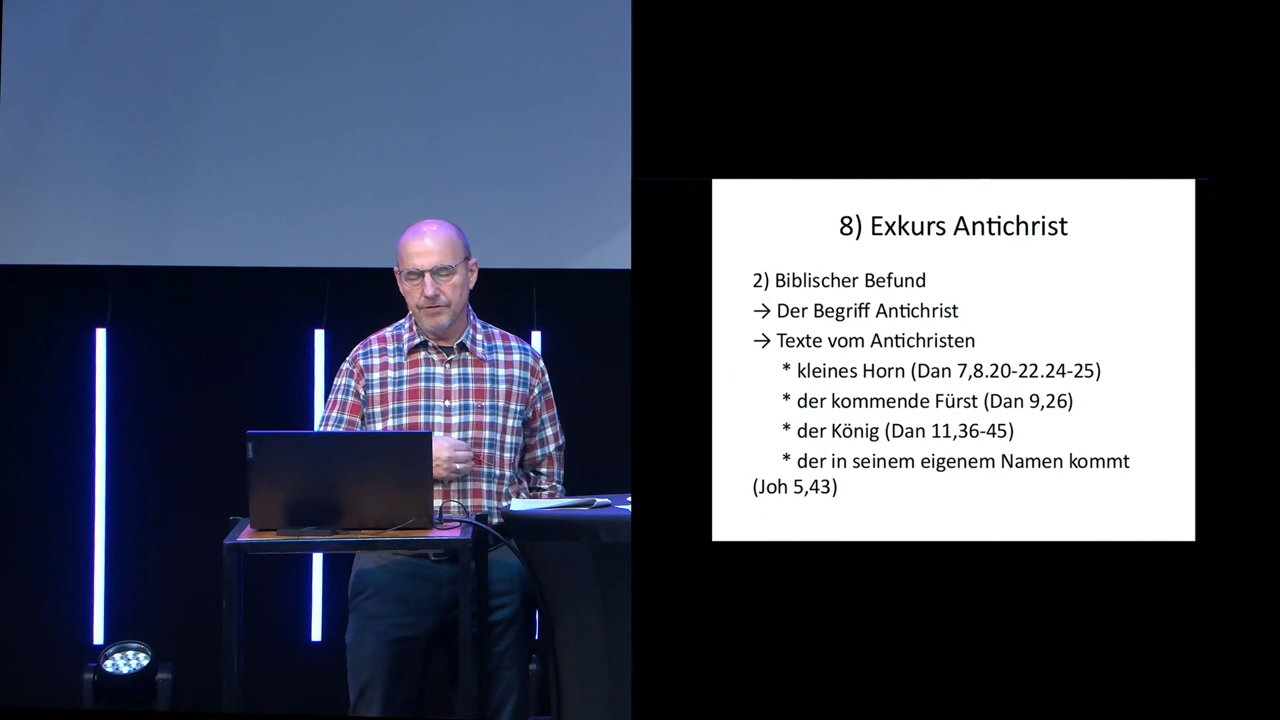 8) Exkurs Antichrist
2) Biblischer Befund
→ Der Begriff Antichrist
→ Texte vom Antichristen
* kleines Horn (Dan 7,8.20-22.24-25)
* der kommende Fürst (Dan 9,26)
* der König (Dan 11,36-45)
* der in seinem eigenem Namen kommt
(Joh 5,43)